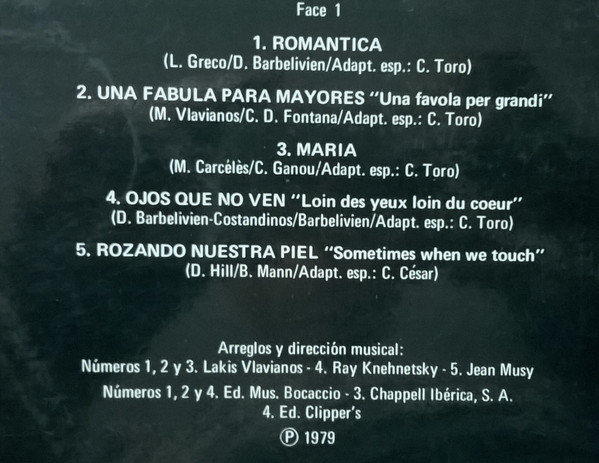 Face 1
1. ROMANTICA
(L. Greco/D. Barbelivien/Adapt. esp.: C. Toro)
2. UNA FABULA PARA MAYORES "Una favola per grandi"
(M. Vlavianos/C. D. Fontana/Adapt. esp.: C. Toro)
3. MARIA
(M. Carcélès/C. Ganou/Adapt. esp.: C. Toro)
4. OJOS QUE NO VEN "Loin des yeux loin du coeur"
(D. Barbelivien-Costandinos/Barbelivien/Adapt. esp.: C. Toro)
5. ROZANDO NUESTRA PIEL "Sometimes when we touch"
(D. Hill/B. Mann/Adapt. esp.: C. César)
Arreglos y dirección musical:
Números 1, 2 y 3. Lakis Vlavianos - 4. Ray Knehnetsky - 5. Jean Musy
Números 1, 2 y 4. Ed. Mus. Bocaccio - 3. Chappell Ibérica, S. A.
4. Ed. Clipper's
Ⓟ 1979